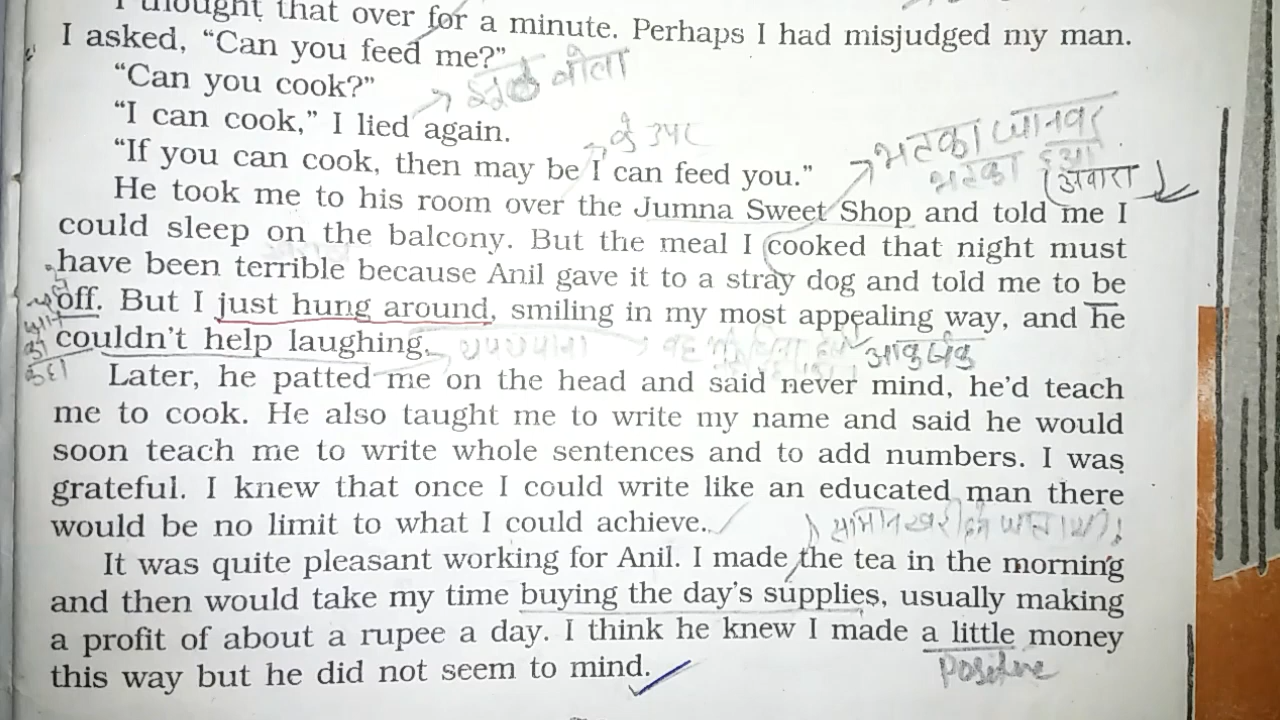 I thought that over for a minute. Perhaps I had misjudged my man.
I asked, “Can you feed me?”
“Can you cook?”
झूठ बोला
“I can cook,” I lied again.
के उपर
भटका जानवर
“If you can cook, then may be I can feed you.”
भटका हुआ
(अवारा
He took me to his room over the Jumna Sweet Shop and told me I
could sleep on the balcony. But the meal I cooked that night must
have been terrible because Anil gave it to a stray dog and told me to be
off. But I just hung around, smiling in my most appealing way, and he
couldn’t help laughing.
थपथपाना
आकर्षक
कहा
Later, he patted me on the head and said never mind, he’d teach
me to cook. He also taught me to write my name and said he would
soon teach me to write whole sentences and to add numbers. I was
grateful. I knew that once I could write like an educated man there
would be no limit to what I could achieve.
It was quite pleasant working for Anil. I made the tea in the morning
and then would take my time buying the day’s supplies, usually making
a profit of about a rupee a day. I think he knew I made a little money
this way but he did not seem to mind.